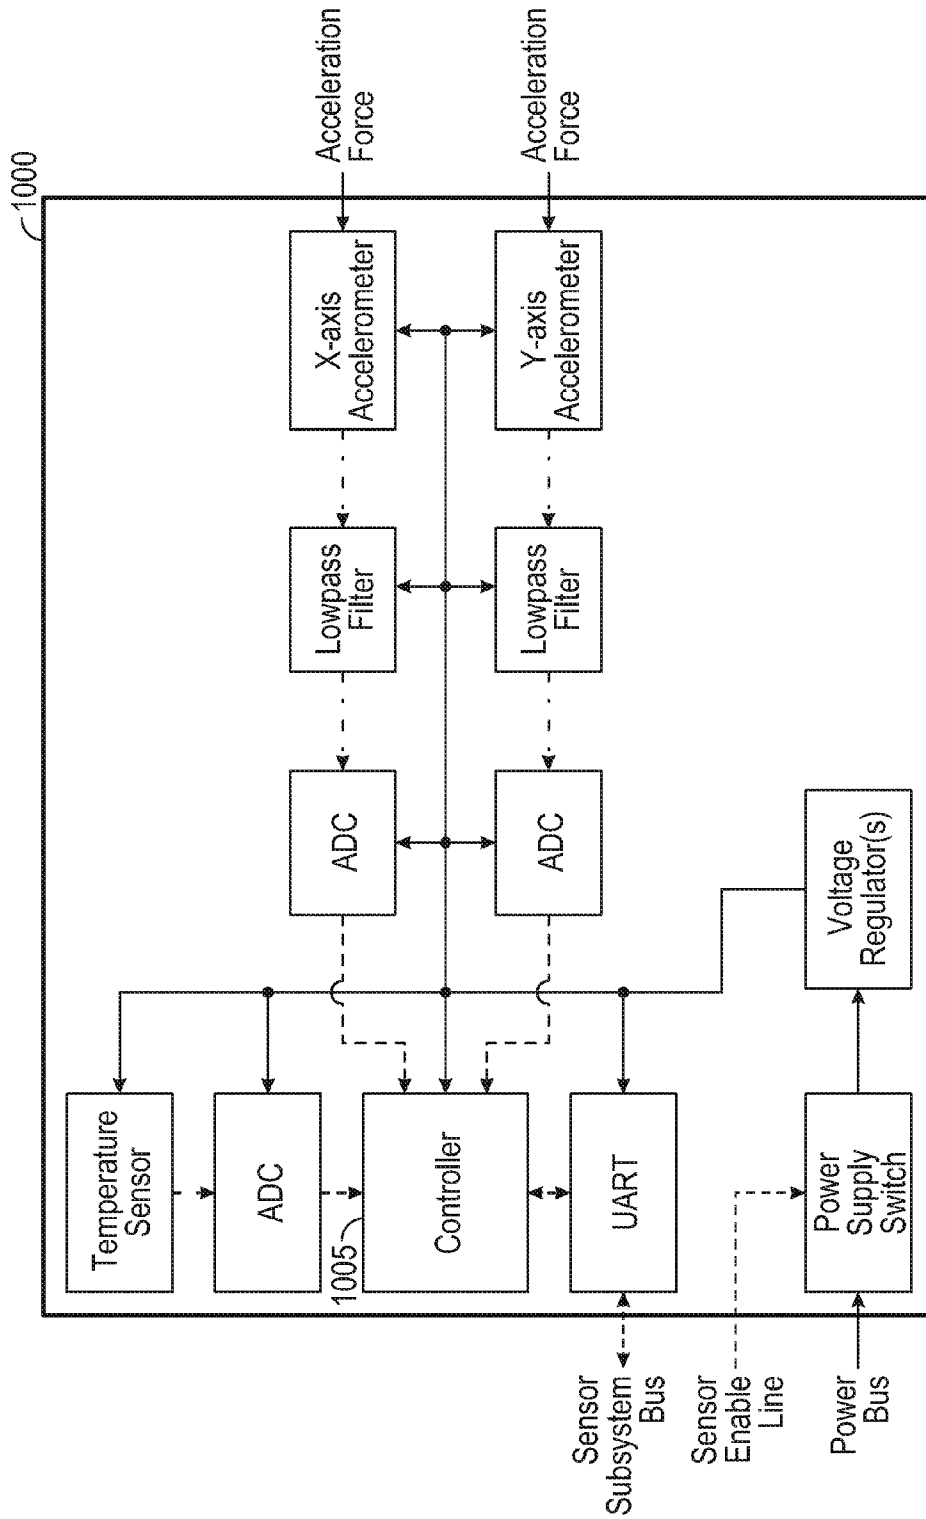 1000
Temperature
Sensor
ADC
1005
Controller
UART
Sensor
Subsystem
Bus
Sensor
Enable
Line
Power
Bus
Power
Supply
Switch
Voltage
Regulator(s)
ADC
Lowpass
Filter
X-axis
Accelerometer
Acceleration
Force
ADC
Lowpass
Filter
Y-axis
Accelerometer
Acceleration
Force